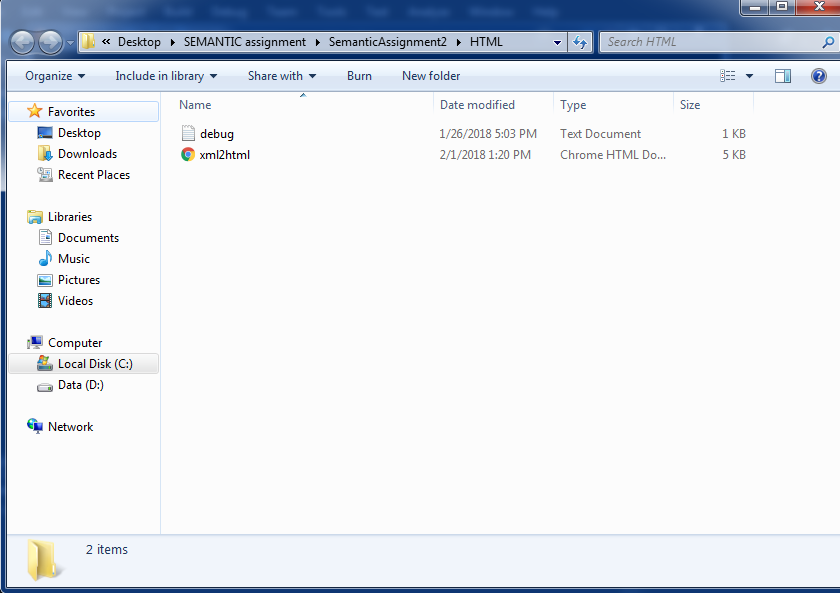 « Desktop ▸ SEMANTIC assignment ▸ SemanticAssignment2 ▸ HTML Search HTML
Organize Include in library Share with Burn New folder
Name Date modified Type Size
debug 1/26/2018 5:03 PM Text Document 1 KB
xml2html 2/1/2018 1:20 PM Chrome HTML Do... 5 KB
Favorites
Desktop
Downloads
Recent Places
Libraries
Documents
Music
Pictures
Videos
Computer
Local Disk (C:)
Data (D:)
Network
2 items